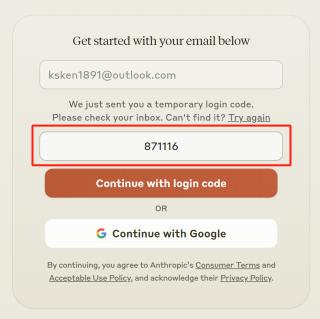 Get started with your email below
ksken1891@outlook.com
We just sent you a temporary login code.
Please check your inbox. Can't find it? Try again
871116
Continue with login code
OR
Continue with Google
By continuing, you agree to Anthropic's Consumer Terms and
Acceptable Use Policy, and acknowledge their Privacy Policy.